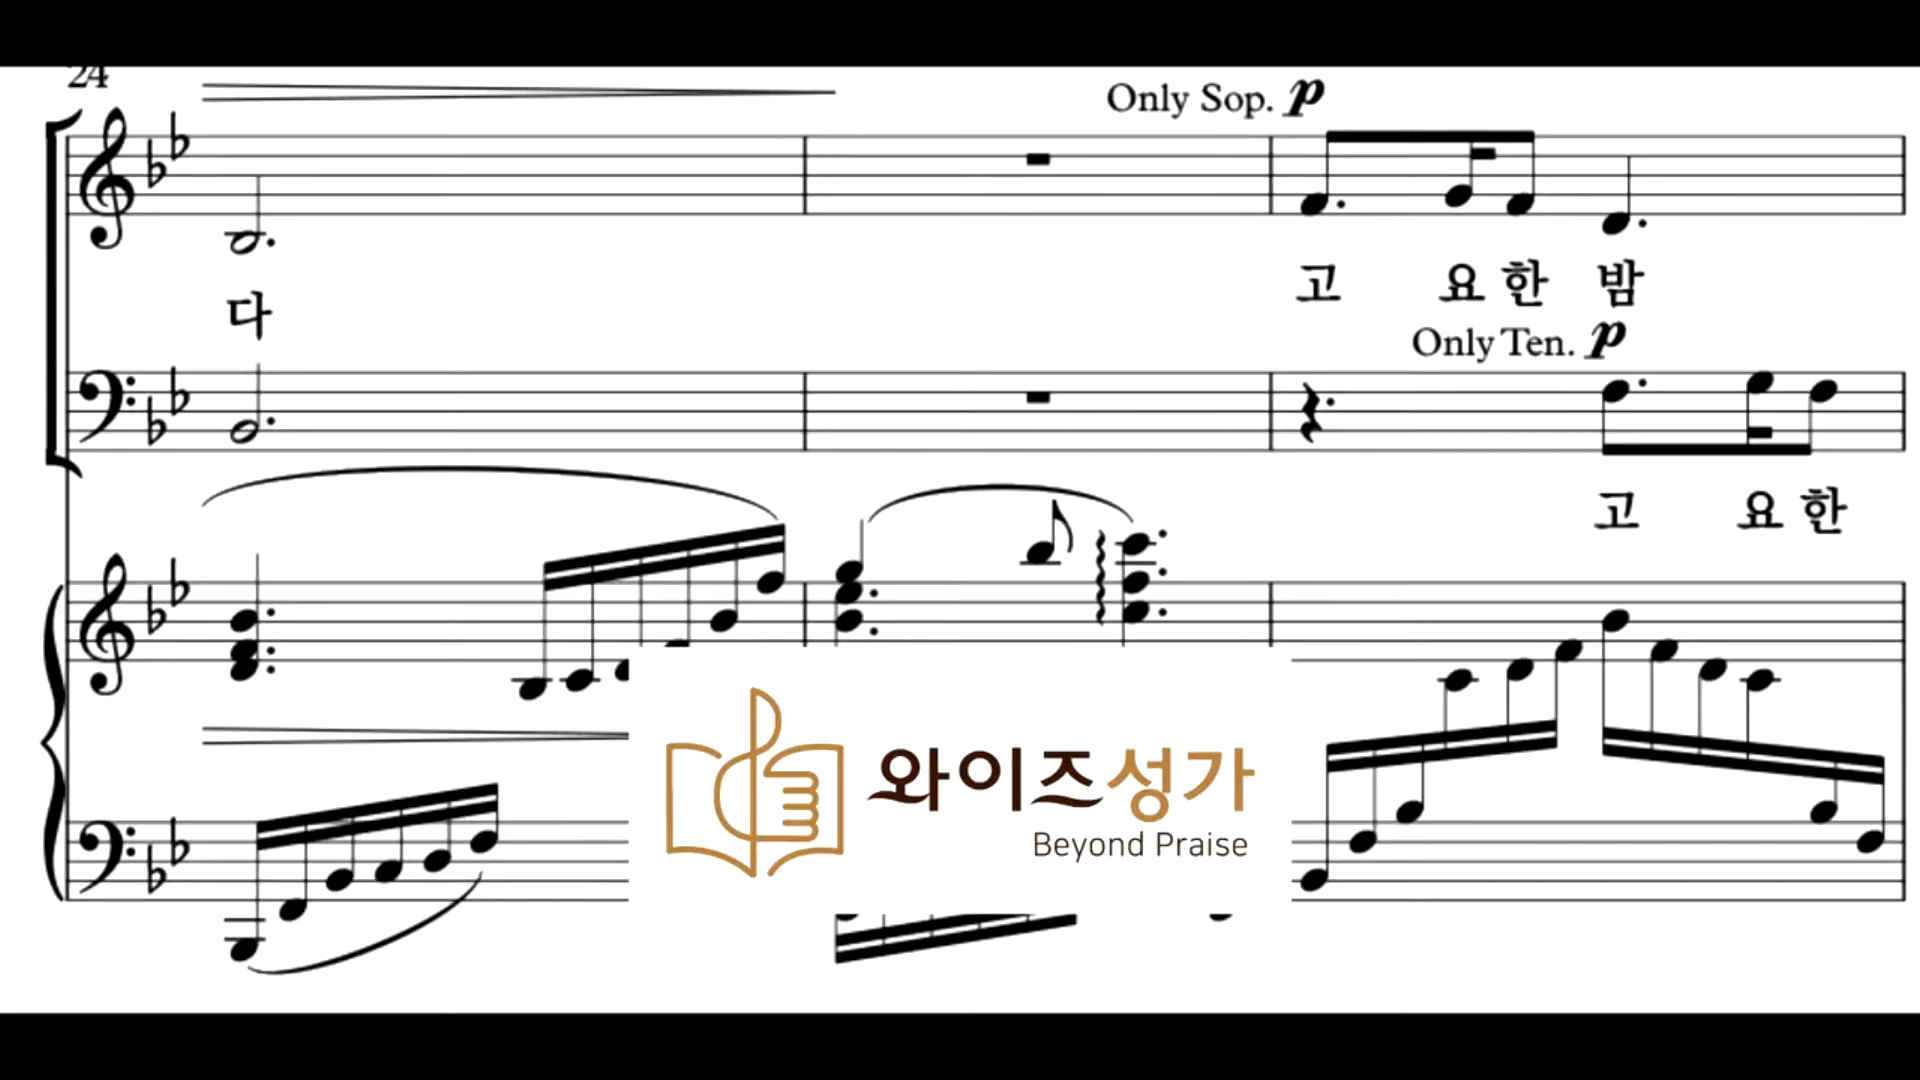 24
Only Sop. p
고 요 한 밤
다
Only Ten. p
고 요 한
와이즈성가
Beyond Praise